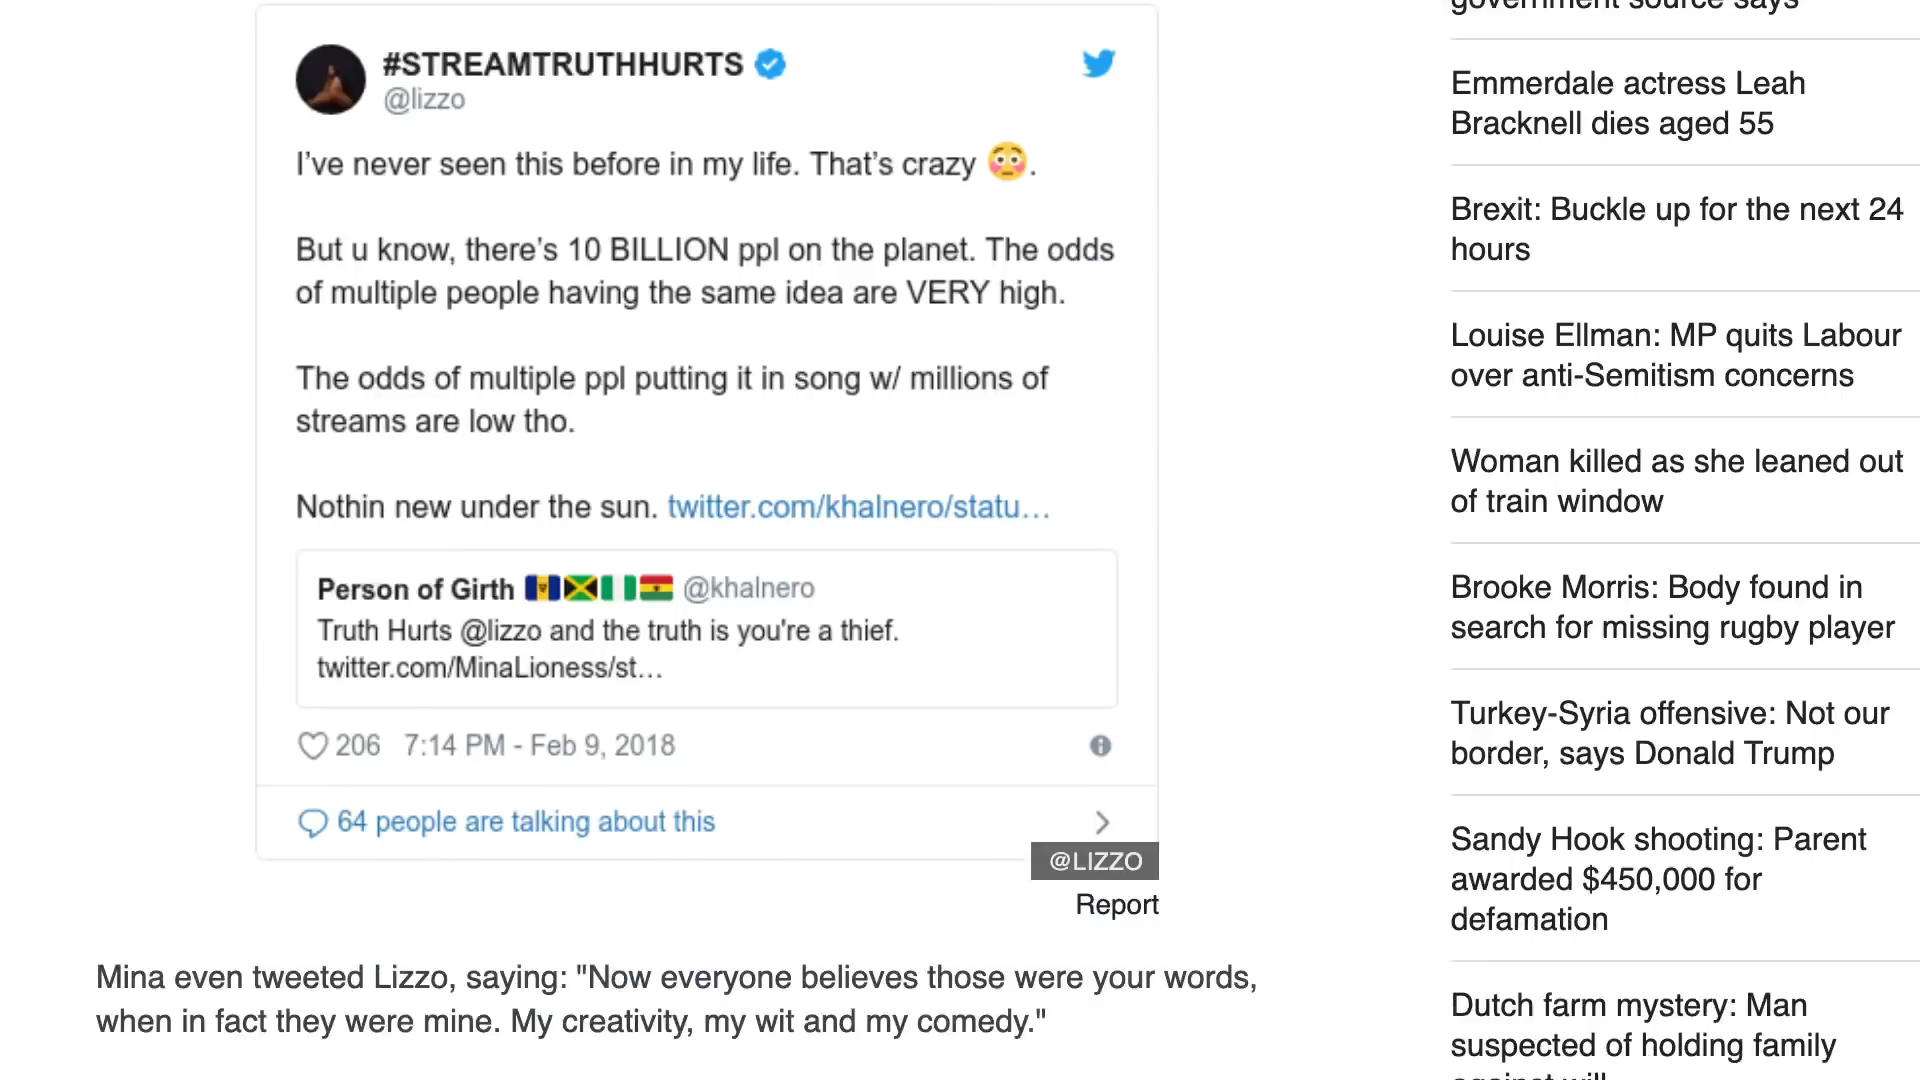 #STREAMTRUTHHURTS
@lizzo
I’ve never seen this before in my life. That’s crazy 😳.
But u know, there’s 10 BILLION ppl on the planet. The odds
of multiple people having the same idea are VERY high.
The odds of multiple ppl putting it in song w/ millions of
streams are low tho.
Nothin new under the sun. twitter.com/khalnero/statu…
Person of Girth 🇧🇧🇯🇲🇳🇬🇬🇭 @khalnero
Truth Hurts @lizzo and the truth is you're a thief.
twitter.com/MinaLioness/st…
206 7:14 PM - Feb 9, 2018
64 people are talking about this
@LIZZO
Report
Mina even tweeted Lizzo, saying: "Now everyone believes those were your words,
when in fact they were mine. My creativity, my wit and my comedy."
government source says
Emmerdale actress Leah
Bracknell dies aged 55
Brexit: Buckle up for the next 24
hours
Louise Ellman: MP quits Labour
over anti-Semitism concerns
Woman killed as she leaned out
of train window
Brooke Morris: Body found in
search for missing rugby player
Turkey-Syria offensive: Not our
border, says Donald Trump
Sandy Hook shooting: Parent
awarded $450,000 for
defamation
Dutch farm mystery: Man
suspected of holding family
against will